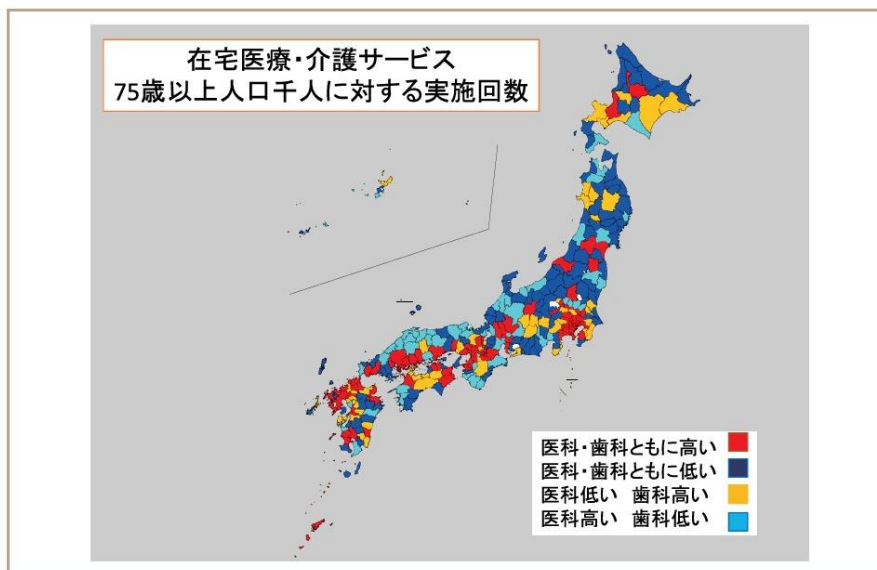 在宅医療・介護サービス
75歳以上人口千人に対する実施回数
医科・歯科ともに高い
医科・歯科ともに低い
医科低い 歯科高い
医科高い 歯科低い